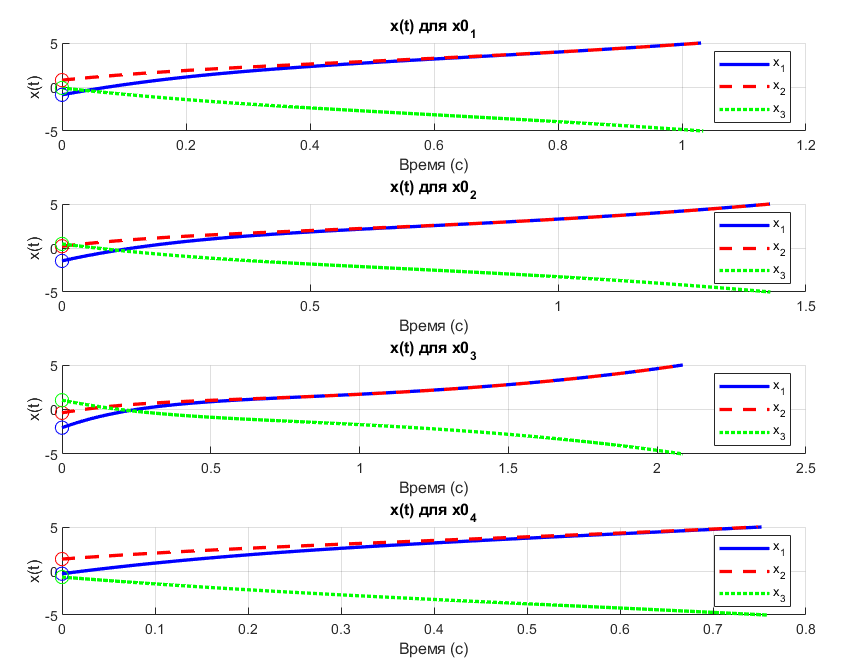 x(t) для x0₁
x(t)
5
0
-5
0 0.2 0.4 0.6 0.8 1 1.2
Время (с)
x₁
x₂
x₃
x(t) для x0₂
x(t)
5
0
-5
0 0.5 1 1.5
Время (с)
x₁
x₂
x₃
x(t) для x0₃
x(t)
5
0
-5
0 0.5 1 1.5 2 2.5
Время (с)
x₁
x₂
x₃
x(t) для x0₄
x(t)
5
0
-5
0 0.1 0.2 0.3 0.4 0.5 0.6 0.7 0.8
Время (с)
x₁
x₂
x₃